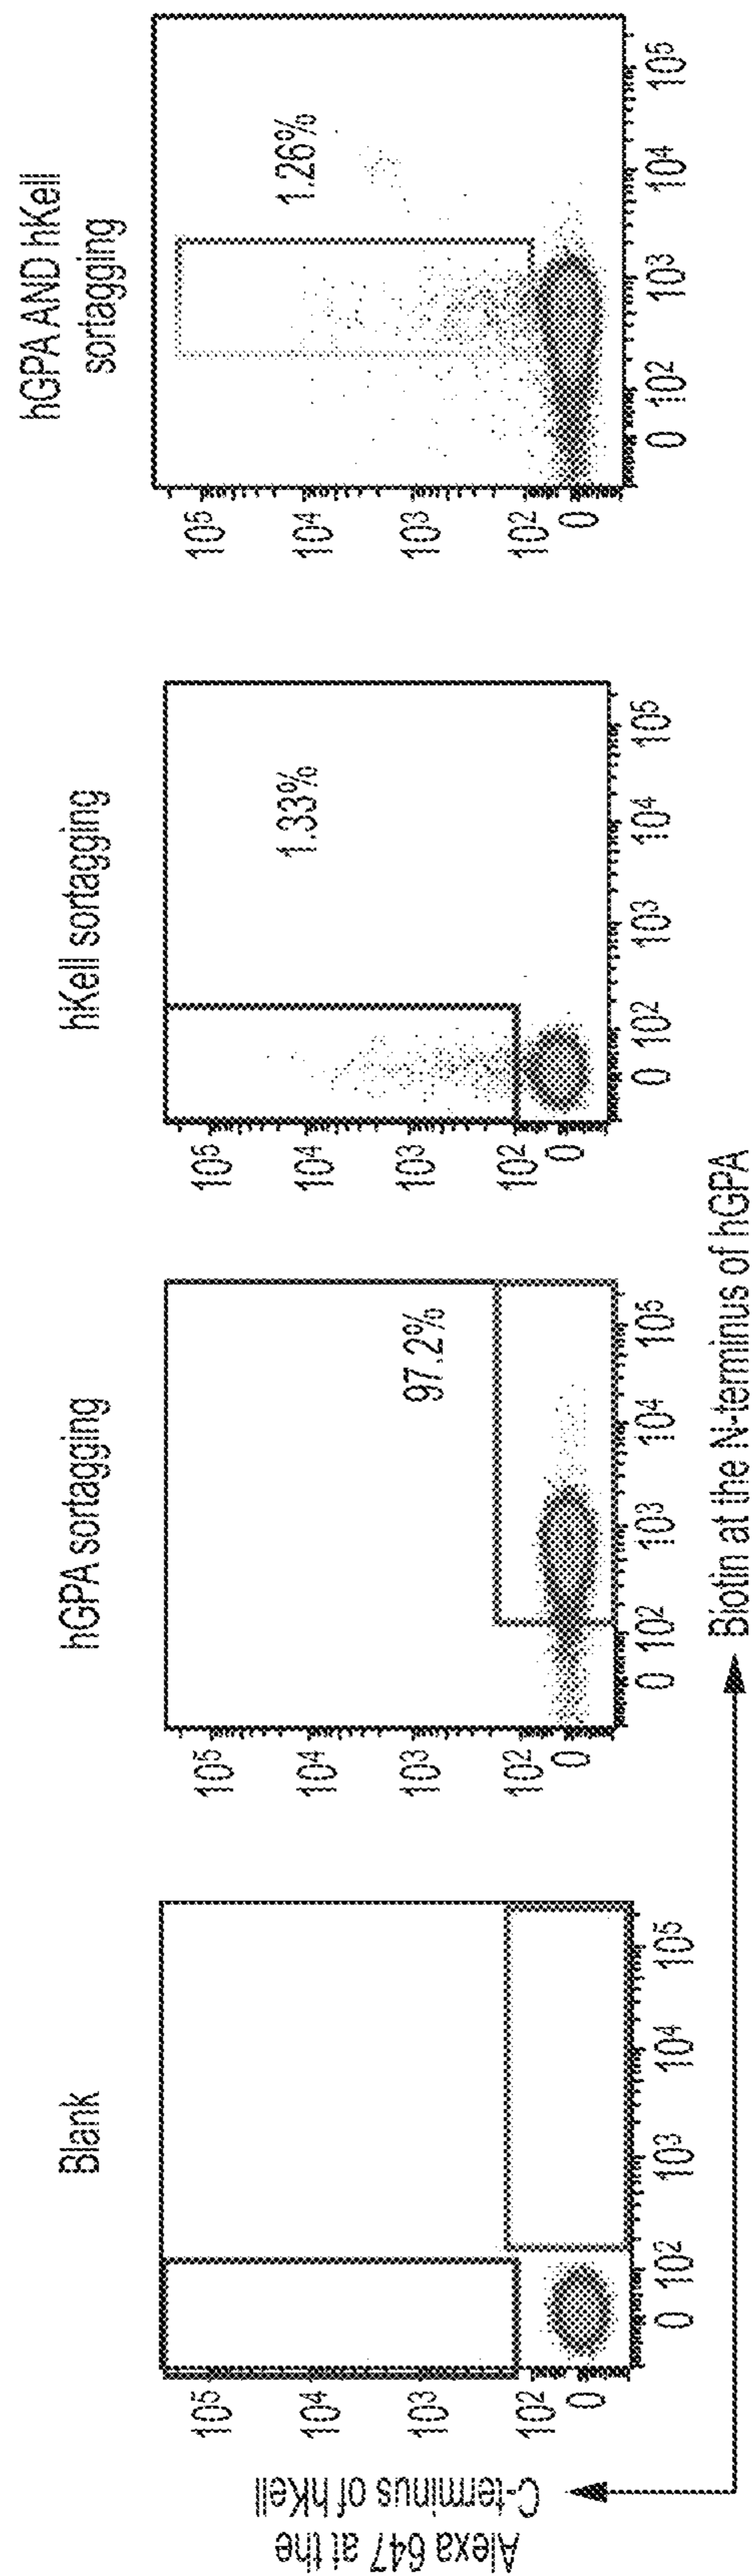 Blank
hGPA sortagging
hKell sortagging
hGPA AND hKell
sortagging
Alexa 647 at the
C-terminus of hKell
10⁵
10⁴
10³
10²
0
0 10² 10³ 10⁴ 10⁵
97.2%
10⁵
10⁴
10³
10²
0
0 10² 10³ 10⁴ 10⁵
1.33%
10⁵
10⁴
10³
10²
0
0 10² 10³ 10⁴ 10⁵
1.26%
10⁵
10⁴
10³
10²
0
0 10² 10³ 10⁴ 10⁵
Biotin at the N-terminus of hGPA